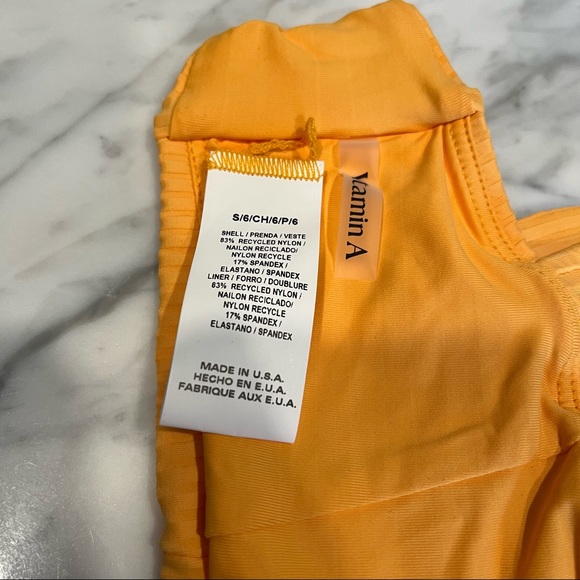 S/6/CH/6/P/6
SHELL / PRENDA / VESTE
83% RECYCLED NYLON /
NAILON RECICLADO/
NYLON RECYCLE
17% SPANDEX /
ELASTANO / SPANDEX
LINER / FORRO / DOUBLURE
83% RECYCLED NYLON /
NAILON RECICLADO/
NYLON RECYCLE
17% SPANDEX /
ELASTANO / SPANDEX
MADE IN U.S.A.
HECHO EN E.U.A.
FABRIQUE AUX E.U.A.
Vitamin A